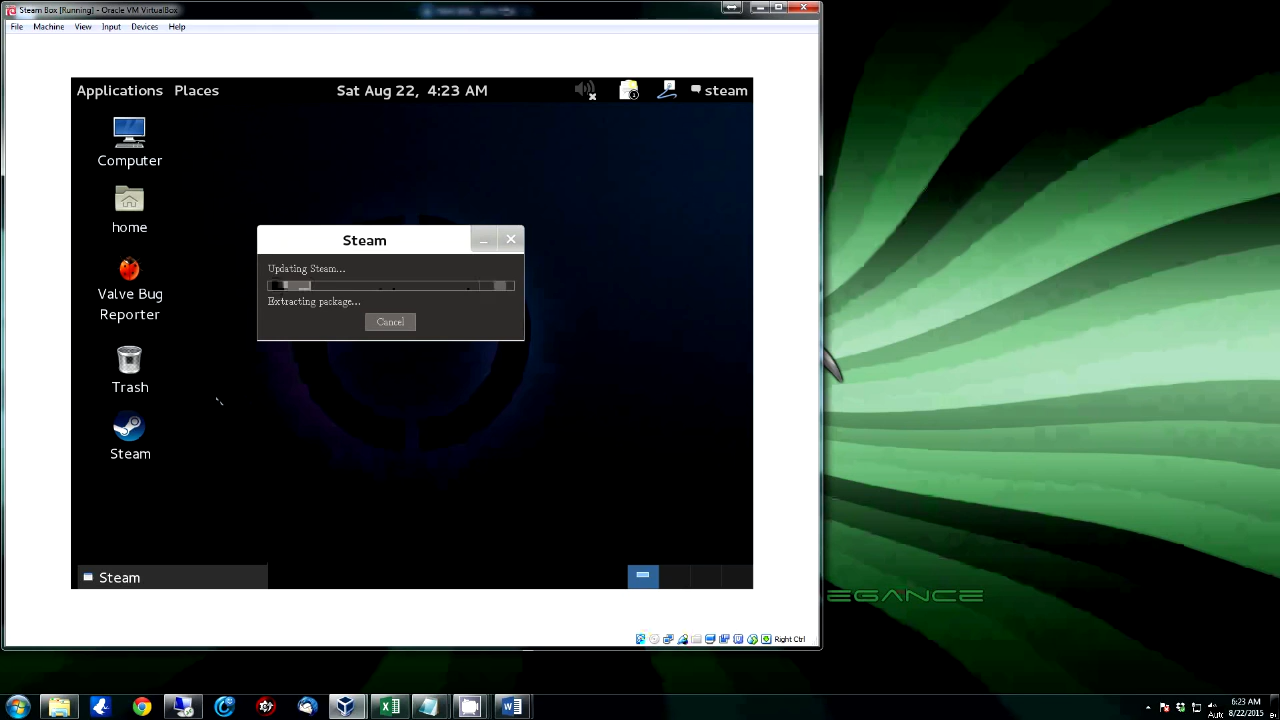 Steam Box [Running] - Oracle VM VirtualBox
File Machine View Input Devices Help
Applications Places Sat Aug 22, 4:23 AM steam
Computer
home
Valve Bug
Reporter
Trash
Steam
Steam
Updating Steam...
Extracting package...
Cancel
Steam
Right Ctrl
EGANCE
6:23 AM
8/22/2015